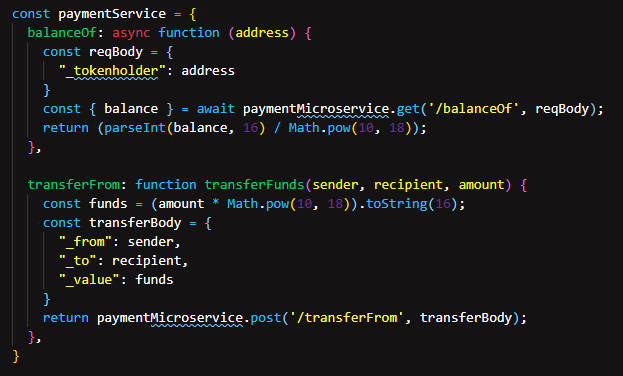 const paymentService = {
  balanceOf: async function (address) {
    const reqBody = {
      "_tokenholder": address
    }
    const { balance } = await paymentMicroservice.get('/balanceOf', reqBody);
    return (parseInt(balance, 16) / Math.pow(10, 18));
  },

  transferFrom: function transferFunds(sender, recipient, amount) {
    const funds = (amount * Math.pow(10, 18)).toString(16);
    const transferBody = {
      "_from": sender,
      "_to": recipient,
      "_value": funds
    }
    return paymentMicroservice.post('/transferFrom', transferBody);
  },
}